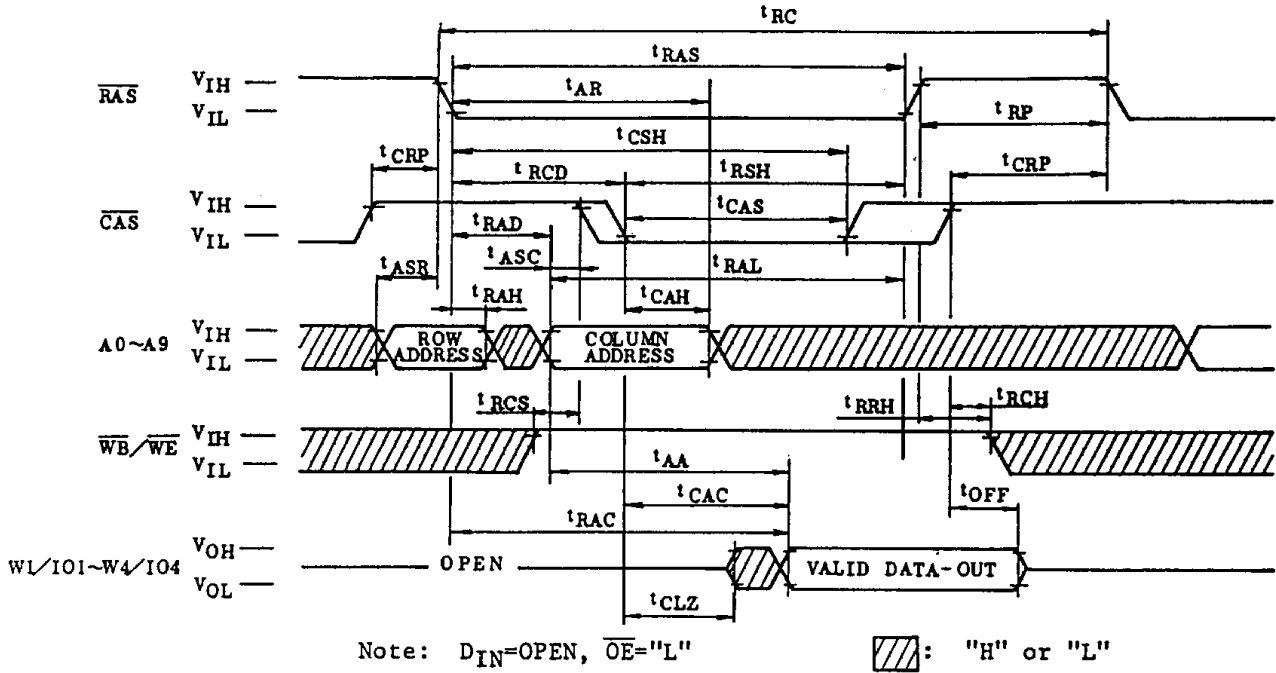 tRC
tRAS
RAS VIH
VIL
tAR
tRP
tCSH
tCRP
tRCD
tRSH
tCRP
CAS VIH
VIL
tCAS
tRAD
tASR
tASC
tRAL
tRAH
tCAH
A0~A9 VIH
VIL
ROW ADDRESS
COLUMN ADDRESS
tRCS
tRRH
tRCH
WB/WE VIH
VIL
tAA
tCAC
tOFF
tRAC
W1/IO1~W4/IO4 VOH
VOL
OPEN
VALID DATA-OUT
tCLZ
Note: DIN=OPEN, OE="L"
: "H" or "L"